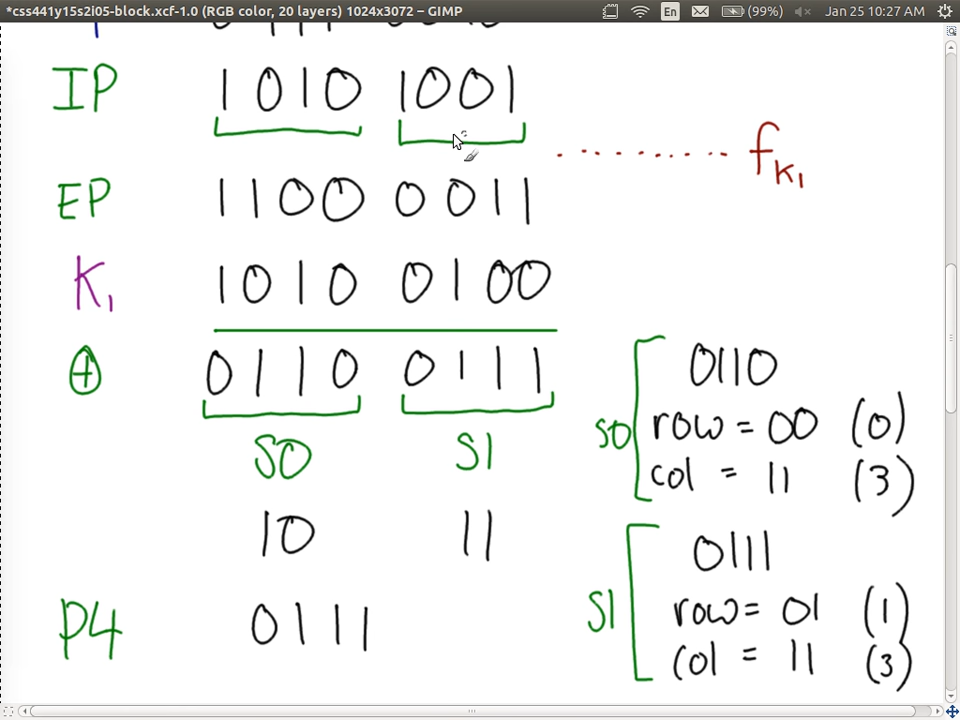 *css441y15s2i05-block.xcf-1.0 (RGB color, 20 layers) 1024x3072 – GIMP
En (99%) Jan 25 10:27 AM
IP 1010 1001
f K1
EP 1100 0011
K1 1010 0100
⊕ 0110 0111
S0 S1
10 11
P4 0111
S0
0110
row = 00 (0)
col = 11 (3)
S1
0111
row = 01 (1)
col = 11 (3)